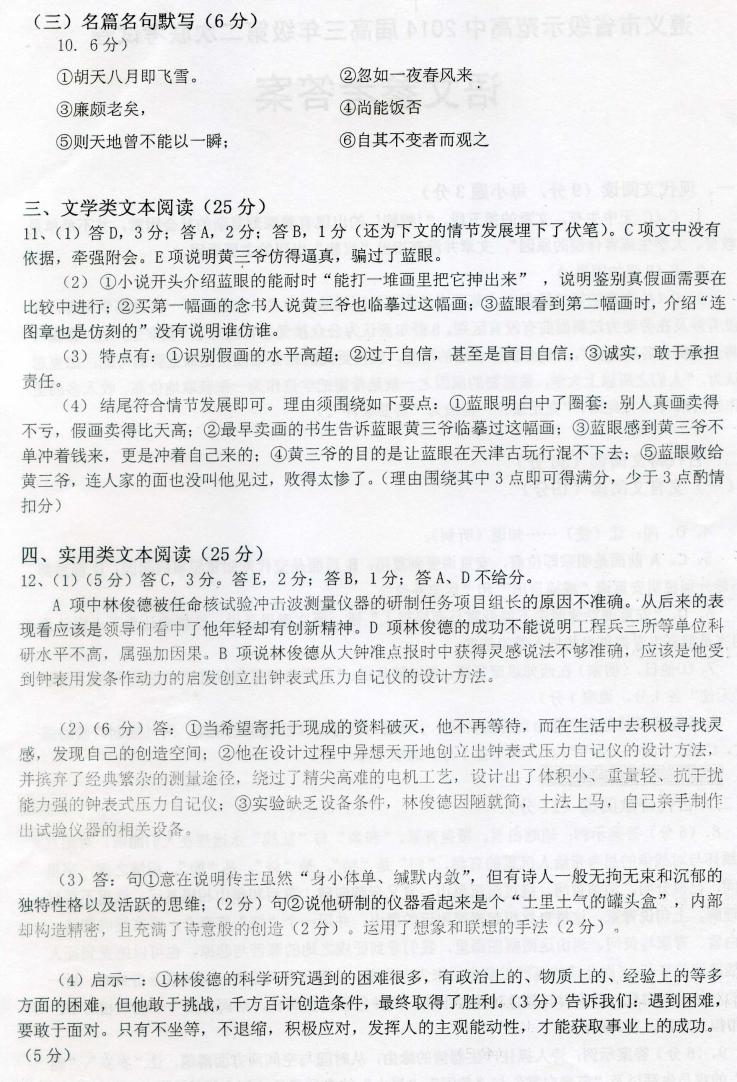 （三）名篇名句默写（6 分）
10. 6 分）
①胡天八月即飞雪。 ②忽如一夜春风来
③廉颇老矣， ④尚能饭否
⑤则天地曾不能以一瞬； ⑥自其不变者而观之
三、文学类文本阅读（25 分）
11、（1）答 D，3 分；答 A，2 分；答 B，1 分（还为下文的情节发展埋下了伏笔）。C 项文中没有
依据，牵强附会。E 项说明黄三爷仿得逼真，骗过了蓝眼。
（2） ①小说开头介绍蓝眼的能耐时“能打一堆画里把它抻出来” ，说明鉴别真假画需要在
比较中进行；②买第一幅画的念书人说黄三爷也临摹过这幅画；③蓝眼看到第二幅画时，介绍“连
图章也是仿刻的”没有说明谁仿谁。
（3） 特点有：①识别假画的水平高超；②过于自信，甚至是盲目自信；③诚实，敢于承担
责任。
（4） 结尾符合情节发展即可。理由须围绕如下要点：①蓝眼明白中了圈套：别人真画卖得
不亏，假画卖得比天高；②最早卖画的书生告诉蓝眼黄三爷临摹过这幅画；③蓝眼感到黄三爷不
单冲着钱来，更是冲着自己来的；④黄三爷的目的是让蓝眼在天津古玩行混不下去；⑤蓝眼败给
黄三爷，连人家的面也没叫他见过，败得太惨了。（理由围绕其中 3 点即可得满分，少于 3 点酌情
扣分）
四、实用类文本阅读（25 分）
12、（1）（5 分）答 C，3 分。答 E，2 分；答 B，1 分；答 A、D 不给分。
A 项中林俊德被任命核试验冲击波测量仪器的研制任务项目组长的原因不准确。从后来的表
现看应该是领导们看中了他年轻却有创新精神。D 项林俊德的成功不能说明工程兵三所等单位科
研水平不高，属强加因果。B 项说林俊德从大钟准点报时中获得灵感说法不够准确，应该是他受
到钟表用发条作动力的启发创立出钟表式压力自记仪的设计方法。
（2）（6 分）答：①当希望寄托于现成的资料破灭，他不再等待，而在生活中去积极寻找灵
感，发现自己的创造空间；②他在设计过程中异想天开地创立出钟表式压力自记仪的设计方法，
并摈弃了经典繁杂的测量途径，绕过了精尖高难的电机工艺，设计出了体积小、重量轻、抗干扰
能力强的钟表式压力自记仪；③实验缺乏设备条件，林俊德因陋就简，土法上马，自己亲手制作
出试验仪器的相关设备。
（3）答：句①意在说明传主虽然“身小体单、缄默内敛”，但有诗人一般无拘无束和沉郁的
独特性格以及活跃的思维；（2 分）句②说他研制的仪器看起来是个“土里土气的罐头盒”，内部
却构造精密，且充满了诗意般的创造（2 分）。运用了想象和联想的手法（2 分）。
（4）启示一：①林俊德的科学研究遇到的困难很多，有政治上的、物质上的、经验上的等多
方面的困难，但他敢于挑战，千方百计创造条件，最终取得了胜利。（3 分）告诉我们：遇到困难，
要敢于面对。只有不坐等，不退缩，积极应对，发挥人的主观能动性，才能获取事业上的成功。
（5 分）